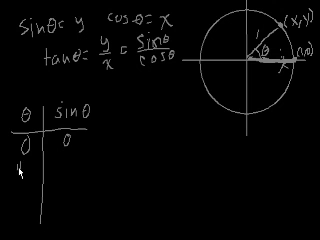 sinθ = y   cosθ = x
tanθ = y/x = sinθ/cosθ
(x,y)
1
θ
(1,0)
θ | sinθ
0 | 0